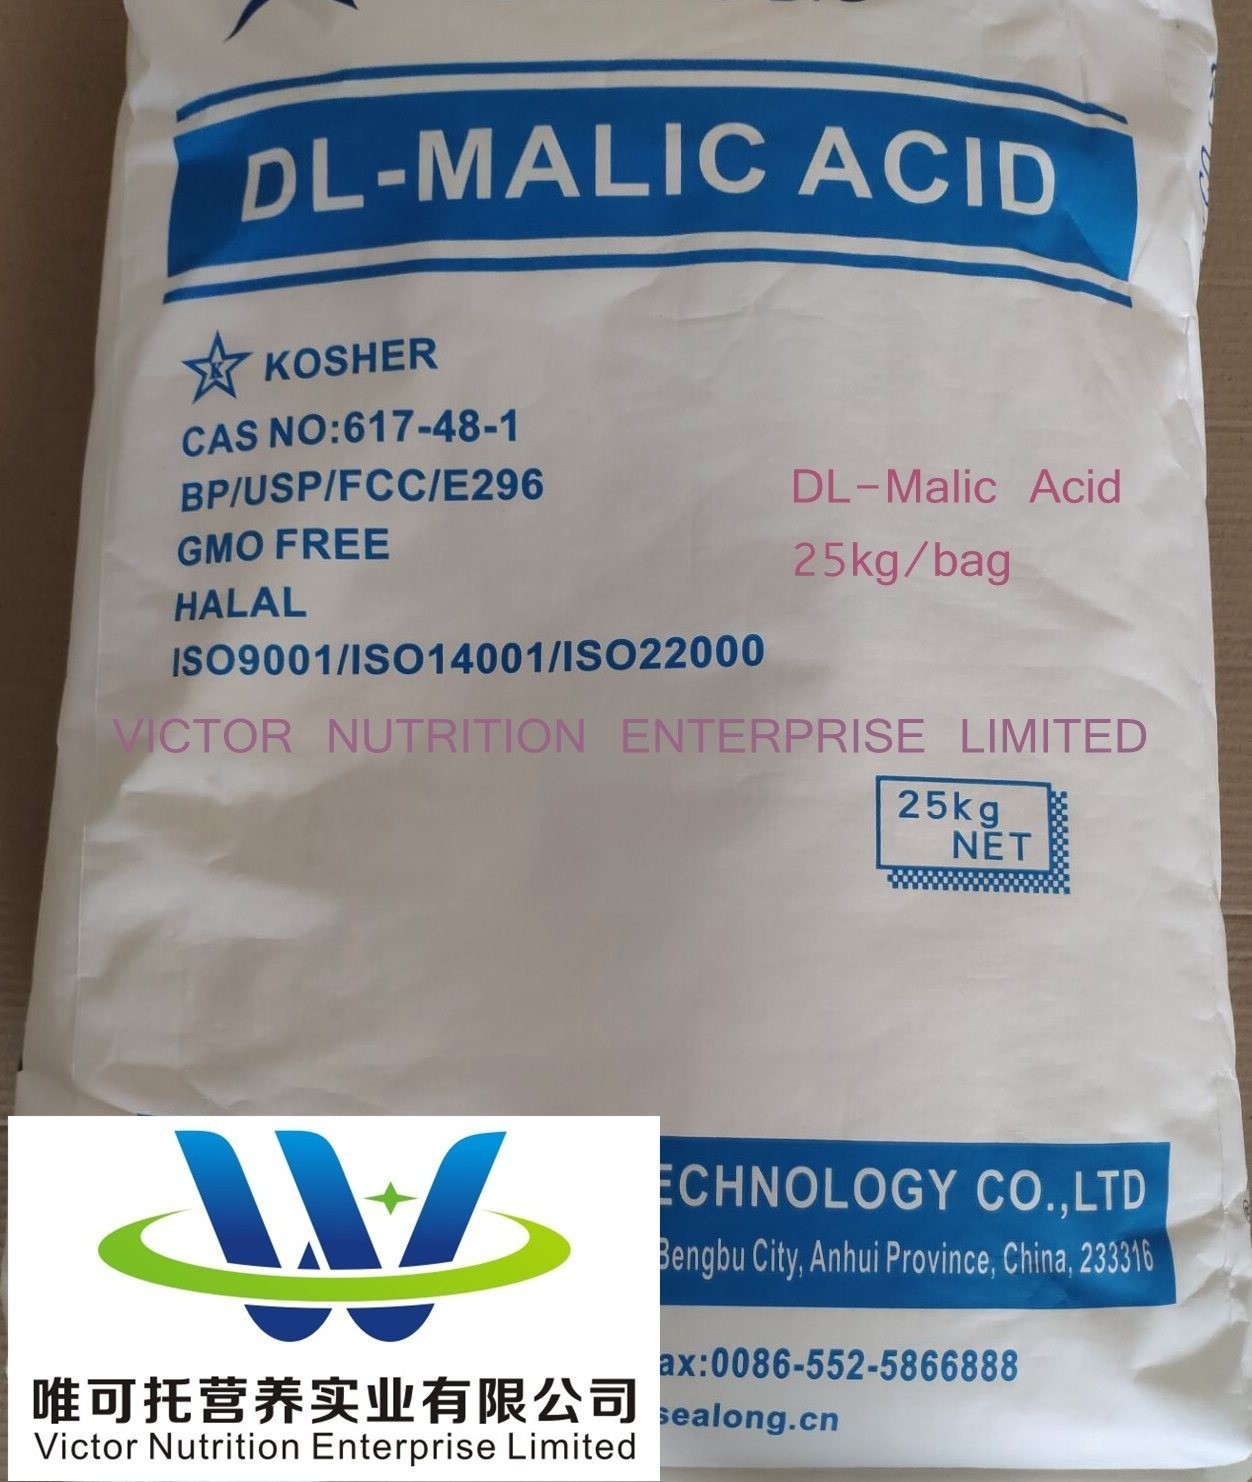 DL-MALIC ACID
K
KOSHER
CAS NO:617-48-1
BP/USP/FCC/E296
DL-Malic Acid
GMO FREE
25kg/bag
HALAL
ISO9001/ISO14001/ISO22000
VICTOR NUTRITION ENTERPRISE LIMITED
25kg
NET
CO.,LTD
Bengbu City, Anhui Province, China, 233316
0086-552-5866888
sealong.cn
唯可托营养实业有限公司
Victor Nutrition Enterprise Limited